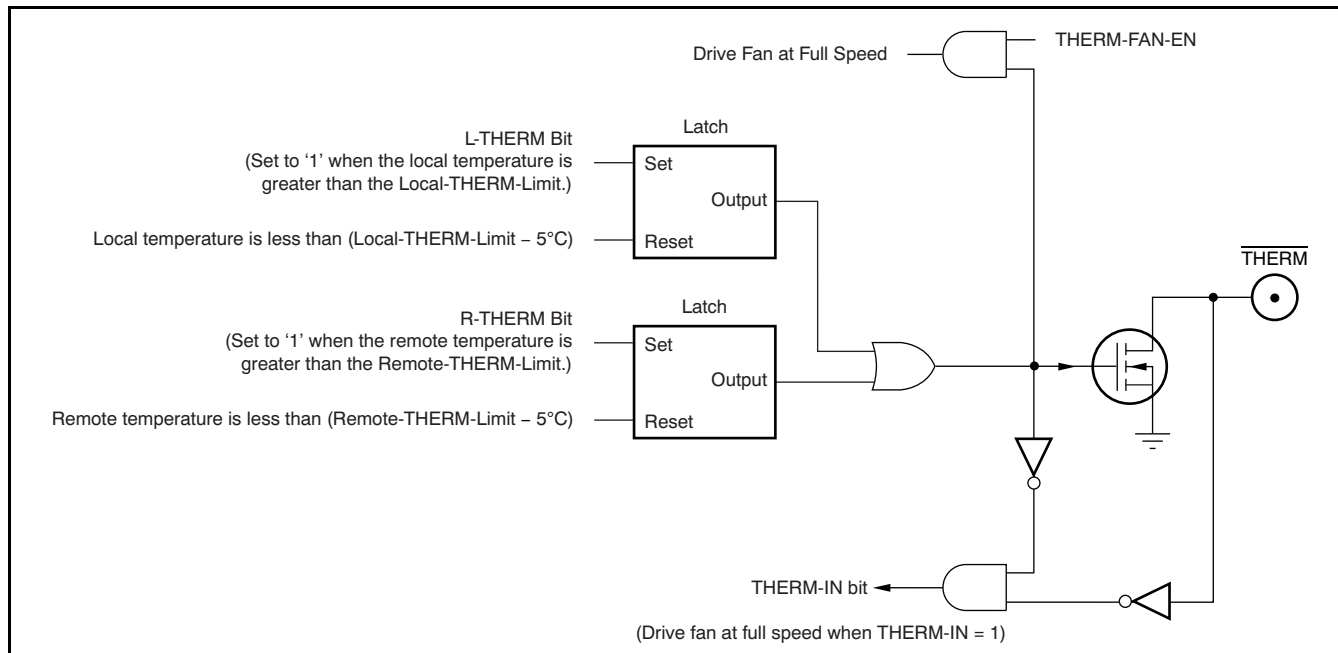 Drive Fan at Full Speed
THERM-FAN-EN
L-THERM Bit
(Set to ‘1’ when the local temperature is
greater than the Local-THERM-Limit.)
Latch
Set
Output
Reset
Local temperature is less than (Local-THERM-Limit – 5°C)
THERM
R-THERM Bit
(Set to ‘1’ when the remote temperature is
greater than the Remote-THERM-Limit.)
Latch
Set
Output
Reset
Remote temperature is less than (Remote-THERM-Limit – 5°C)
THERM-IN bit
(Drive fan at full speed when THERM-IN = 1)